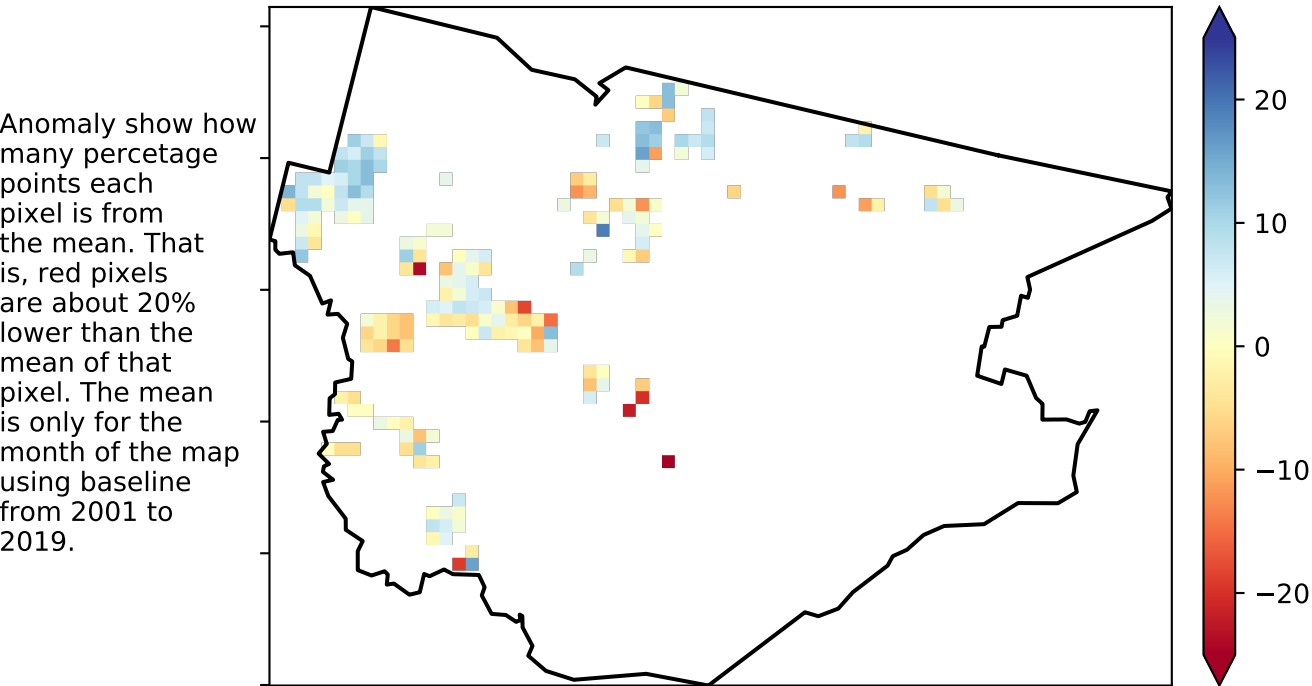 Anomaly show how
many percetage
points each
pixel is from
the mean. That
is, red pixels
are about 20%
lower than the
mean of that
pixel. The mean
is only for the
month of the map
using baseline
from 2001 to
2019.
20
10
0
−10
−20